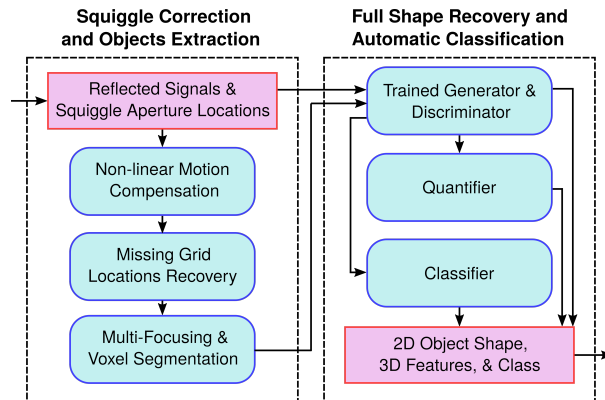 Squiggle Correction
and Objects Extraction
Reflected Signals &
Squiggle Aperture Locations
Non-linear Motion
Compensation
Missing Grid
Locations Recovery
Multi-Focusing &
Voxel Segmentation
Full Shape Recovery and
Automatic Classification
Trained Generator &
Discriminator
Quantifier
Classifier
2D Object Shape,
3D Features, & Class